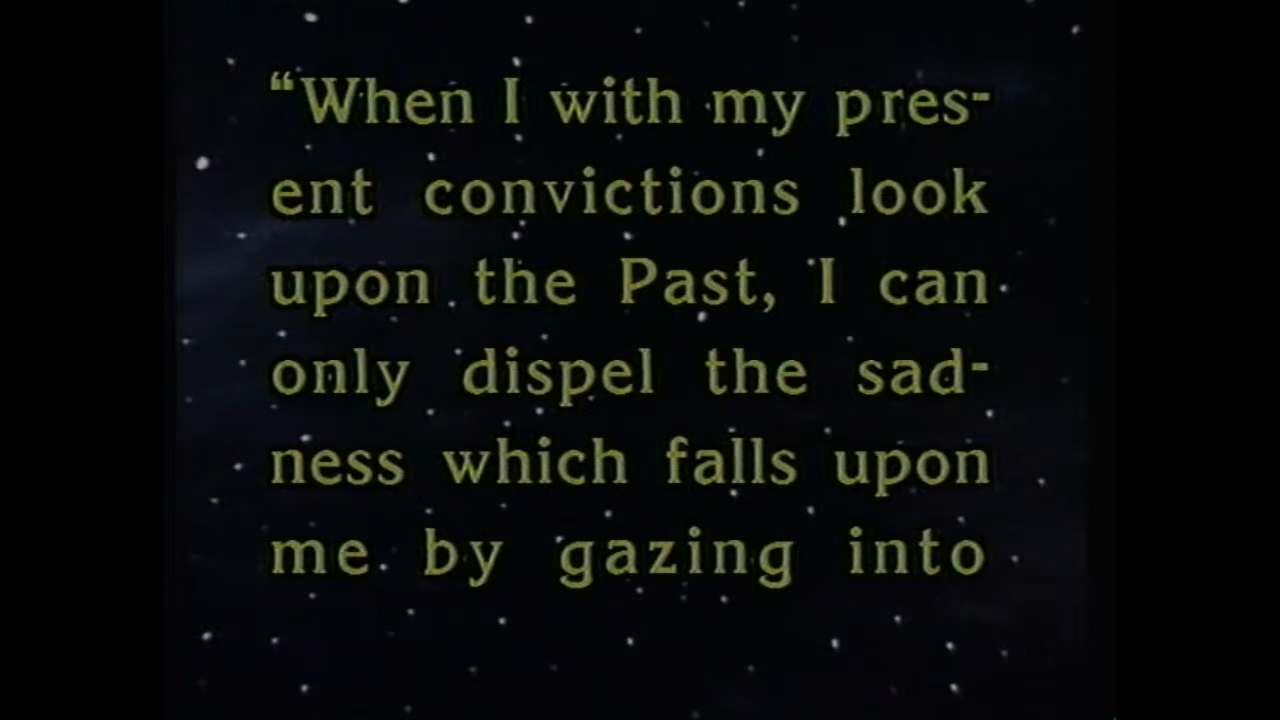 “When I with my pres-
ent convictions look
upon the Past, I can
only dispel the sad-
ness which falls upon
me by gazing into